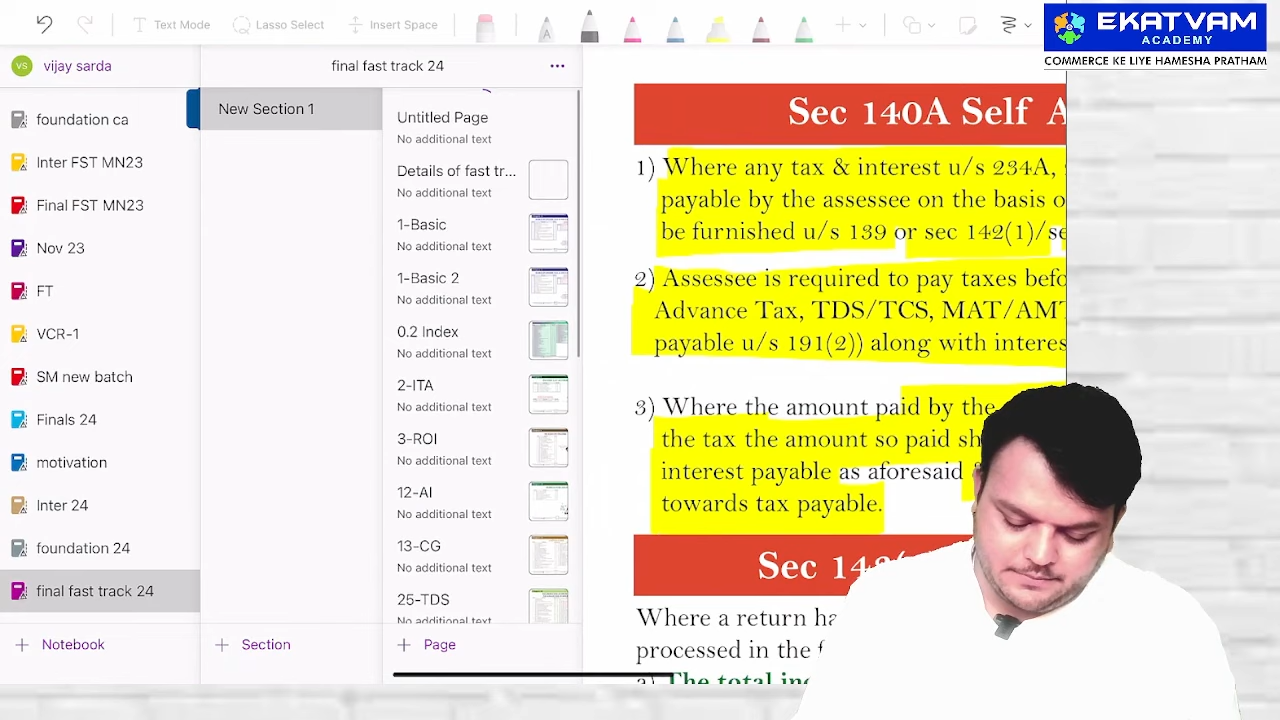 Text Mode
Lasso Select
Insert Space
EKATVAM
ACADEMY
COMMERCE KE LIYE HAMESHA PRATHAM
VS vijay sarda
final fast track 24
foundation ca
Inter FST MN23
Final FST MN23
Nov 23
FT
VCR-1
SM new batch
Finals 24
motivation
Inter 24
foundation 24
final fast track 24
Notebook
New Section 1
Section
Untitled Page
No additional text
Details of fast tr...
No additional text
1-Basic
No additional text
1-Basic 2
No additional text
0.2 Index
No additional text
2-ITA
No additional text
3-ROI
No additional text
12-AI
No additional text
13-CG
No additional text
25-TDS
No additional text
Page
Sec 140A Self A
1) Where any tax & interest u/s 234A,
payable by the assessee on the basis o
be furnished u/s 139 or sec 142(1)/se
2) Assessee is required to pay taxes befo
Advance Tax, TDS/TCS, MAT/AMT
payable u/s 191(2)) along with interes
3) Where the amount paid by the
the tax the amount so paid sh
interest payable as aforesaid
towards tax payable.
Sec 143(
Where a return ha
processed in the f
a) The total inc